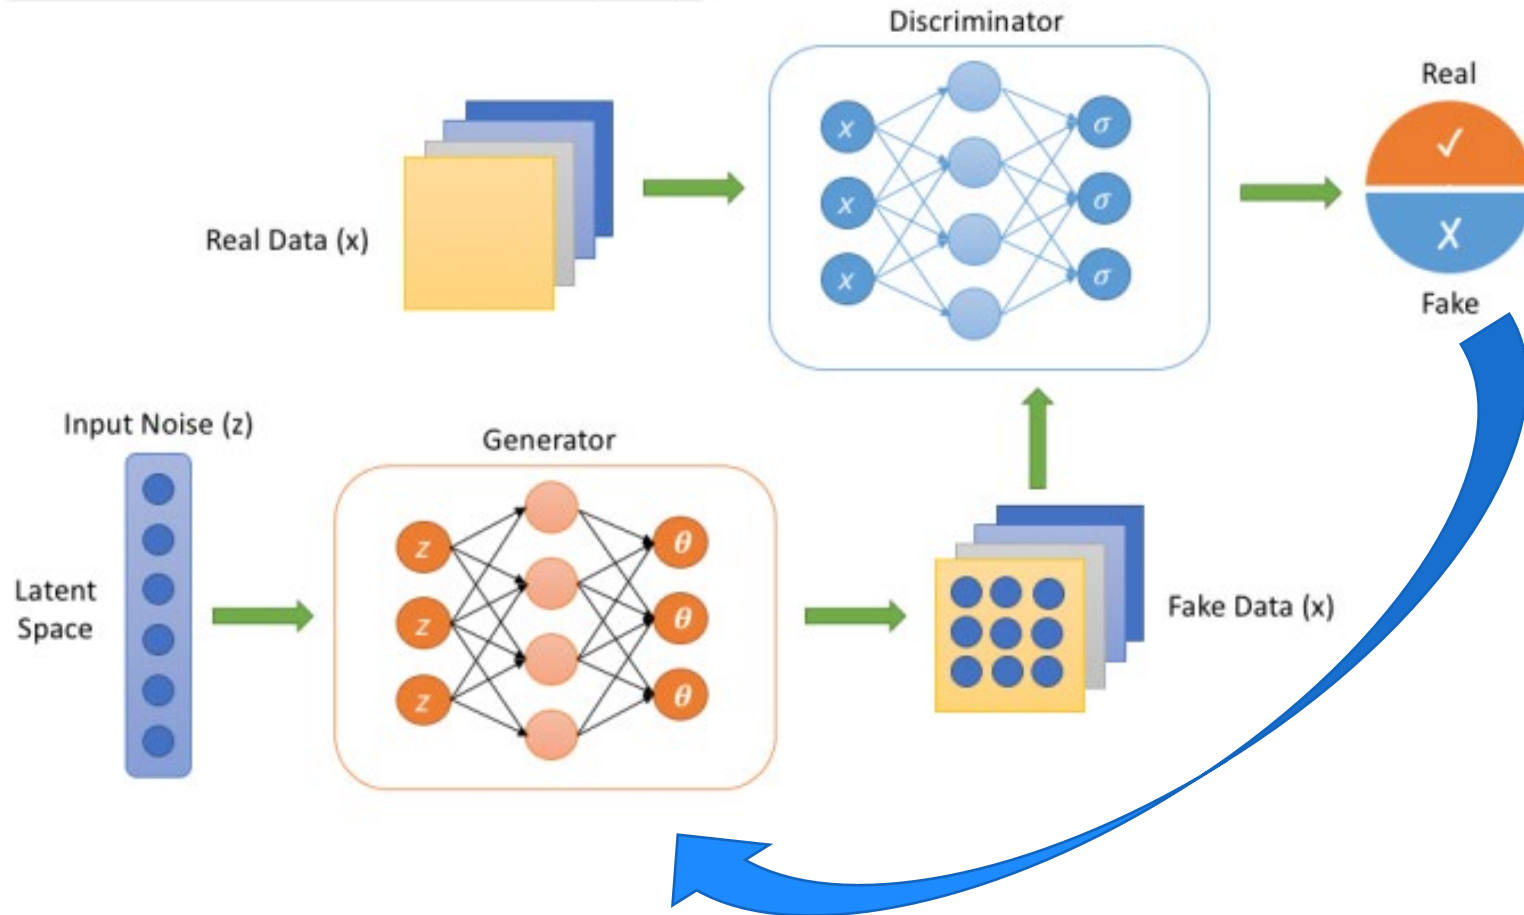 Discriminator
Real
✓
x
x
x
σ
σ
σ
Real Data (x)
X
Fake
Input Noise (z)
Generator
z
z
z
θ
θ
θ
Latent
Space
Fake Data (x)